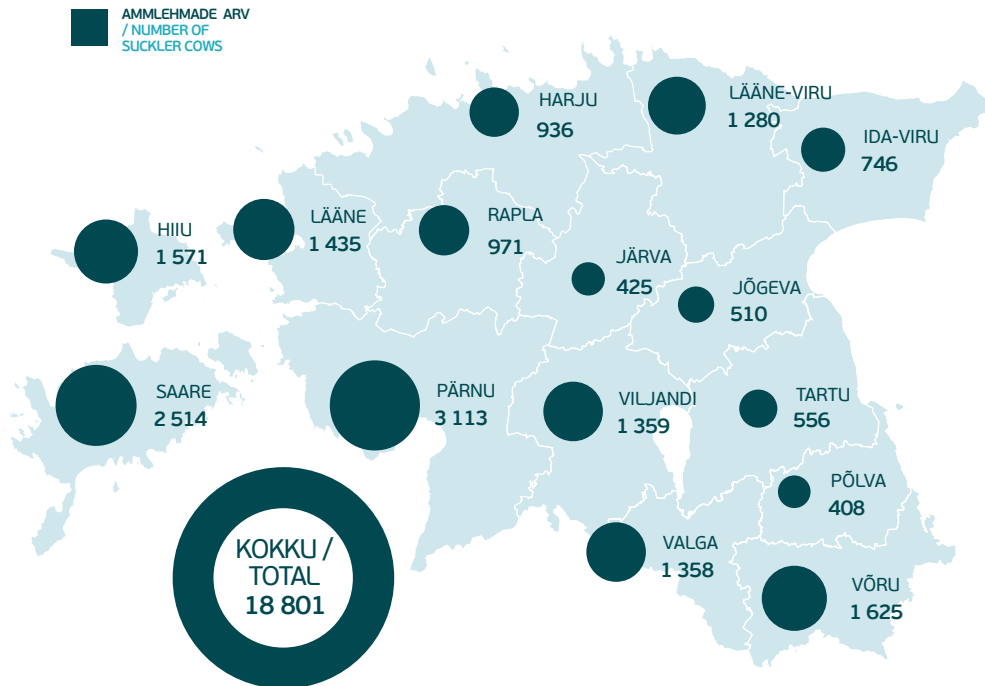 AMMLEHMADE ARV
/ NUMBER OF
SUCKLER COWS
HARJU
936
LÄÄNE-VIRU
1 280
IDA-VIRU
746
HIIU
1 571
LÄÄNE
1 435
RAPLA
971
JÄRVA
425
JÕGEVA
510
SAARE
2 514
PÄRNU
3 113
VILJANDI
1 359
TARTU
556
PÕLVA
408
VALGA
1 358
VÕRU
1 625
KOKKU /
TOTAL
18 801